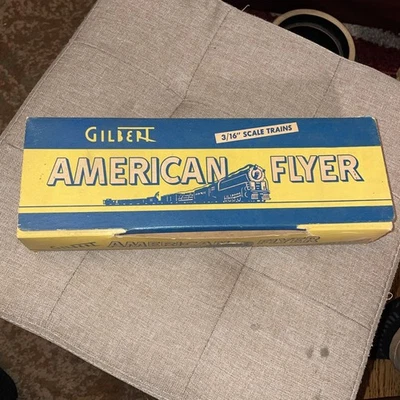 GILBERT
3/16" SCALE TRAINS
AMERICAN FLYER
AMERICAN FLYER